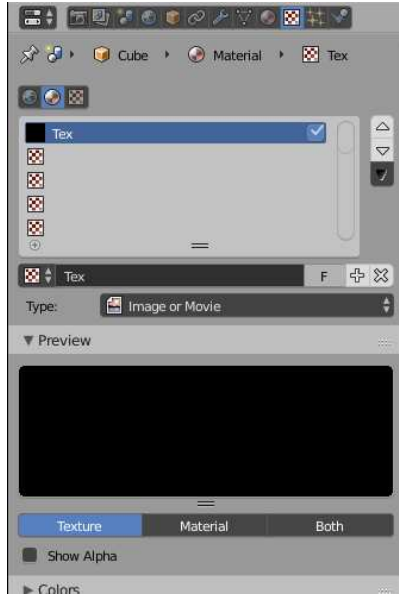 Cube Material Tex
Tex
Tex F
Type: Image or Movie
Preview
Texture Material Both
Show Alpha
Colors